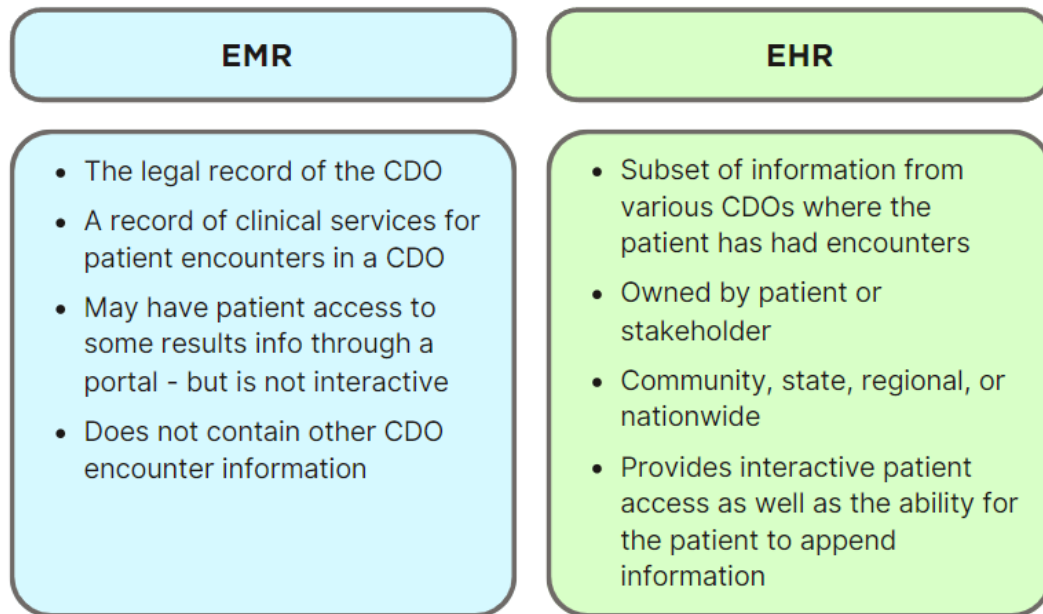 EMR
• The legal record of the CDO
• A record of clinical services for
patient encounters in a CDO
• May have patient access to
some results info through a
portal - but is not interactive
• Does not contain other CDO
encounter information
EHR
• Subset of information from
various CDOs where the
patient has had encounters
• Owned by patient or
stakeholder
• Community, state, regional, or
nationwide
• Provides interactive patient
access as well as the ability for
the patient to append
information